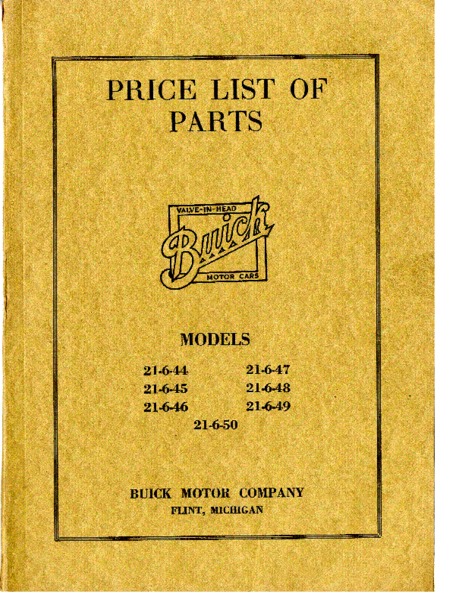 PRICE LIST OF
PARTS
VALVE-IN-HEAD
Buick
MOTOR CARS
MODELS
21-6-44 21-6-47
21-6-45 21-6-48
21-6-46 21-6-49
21-6-50
BUICK MOTOR COMPANY
FLINT, MICHIGAN